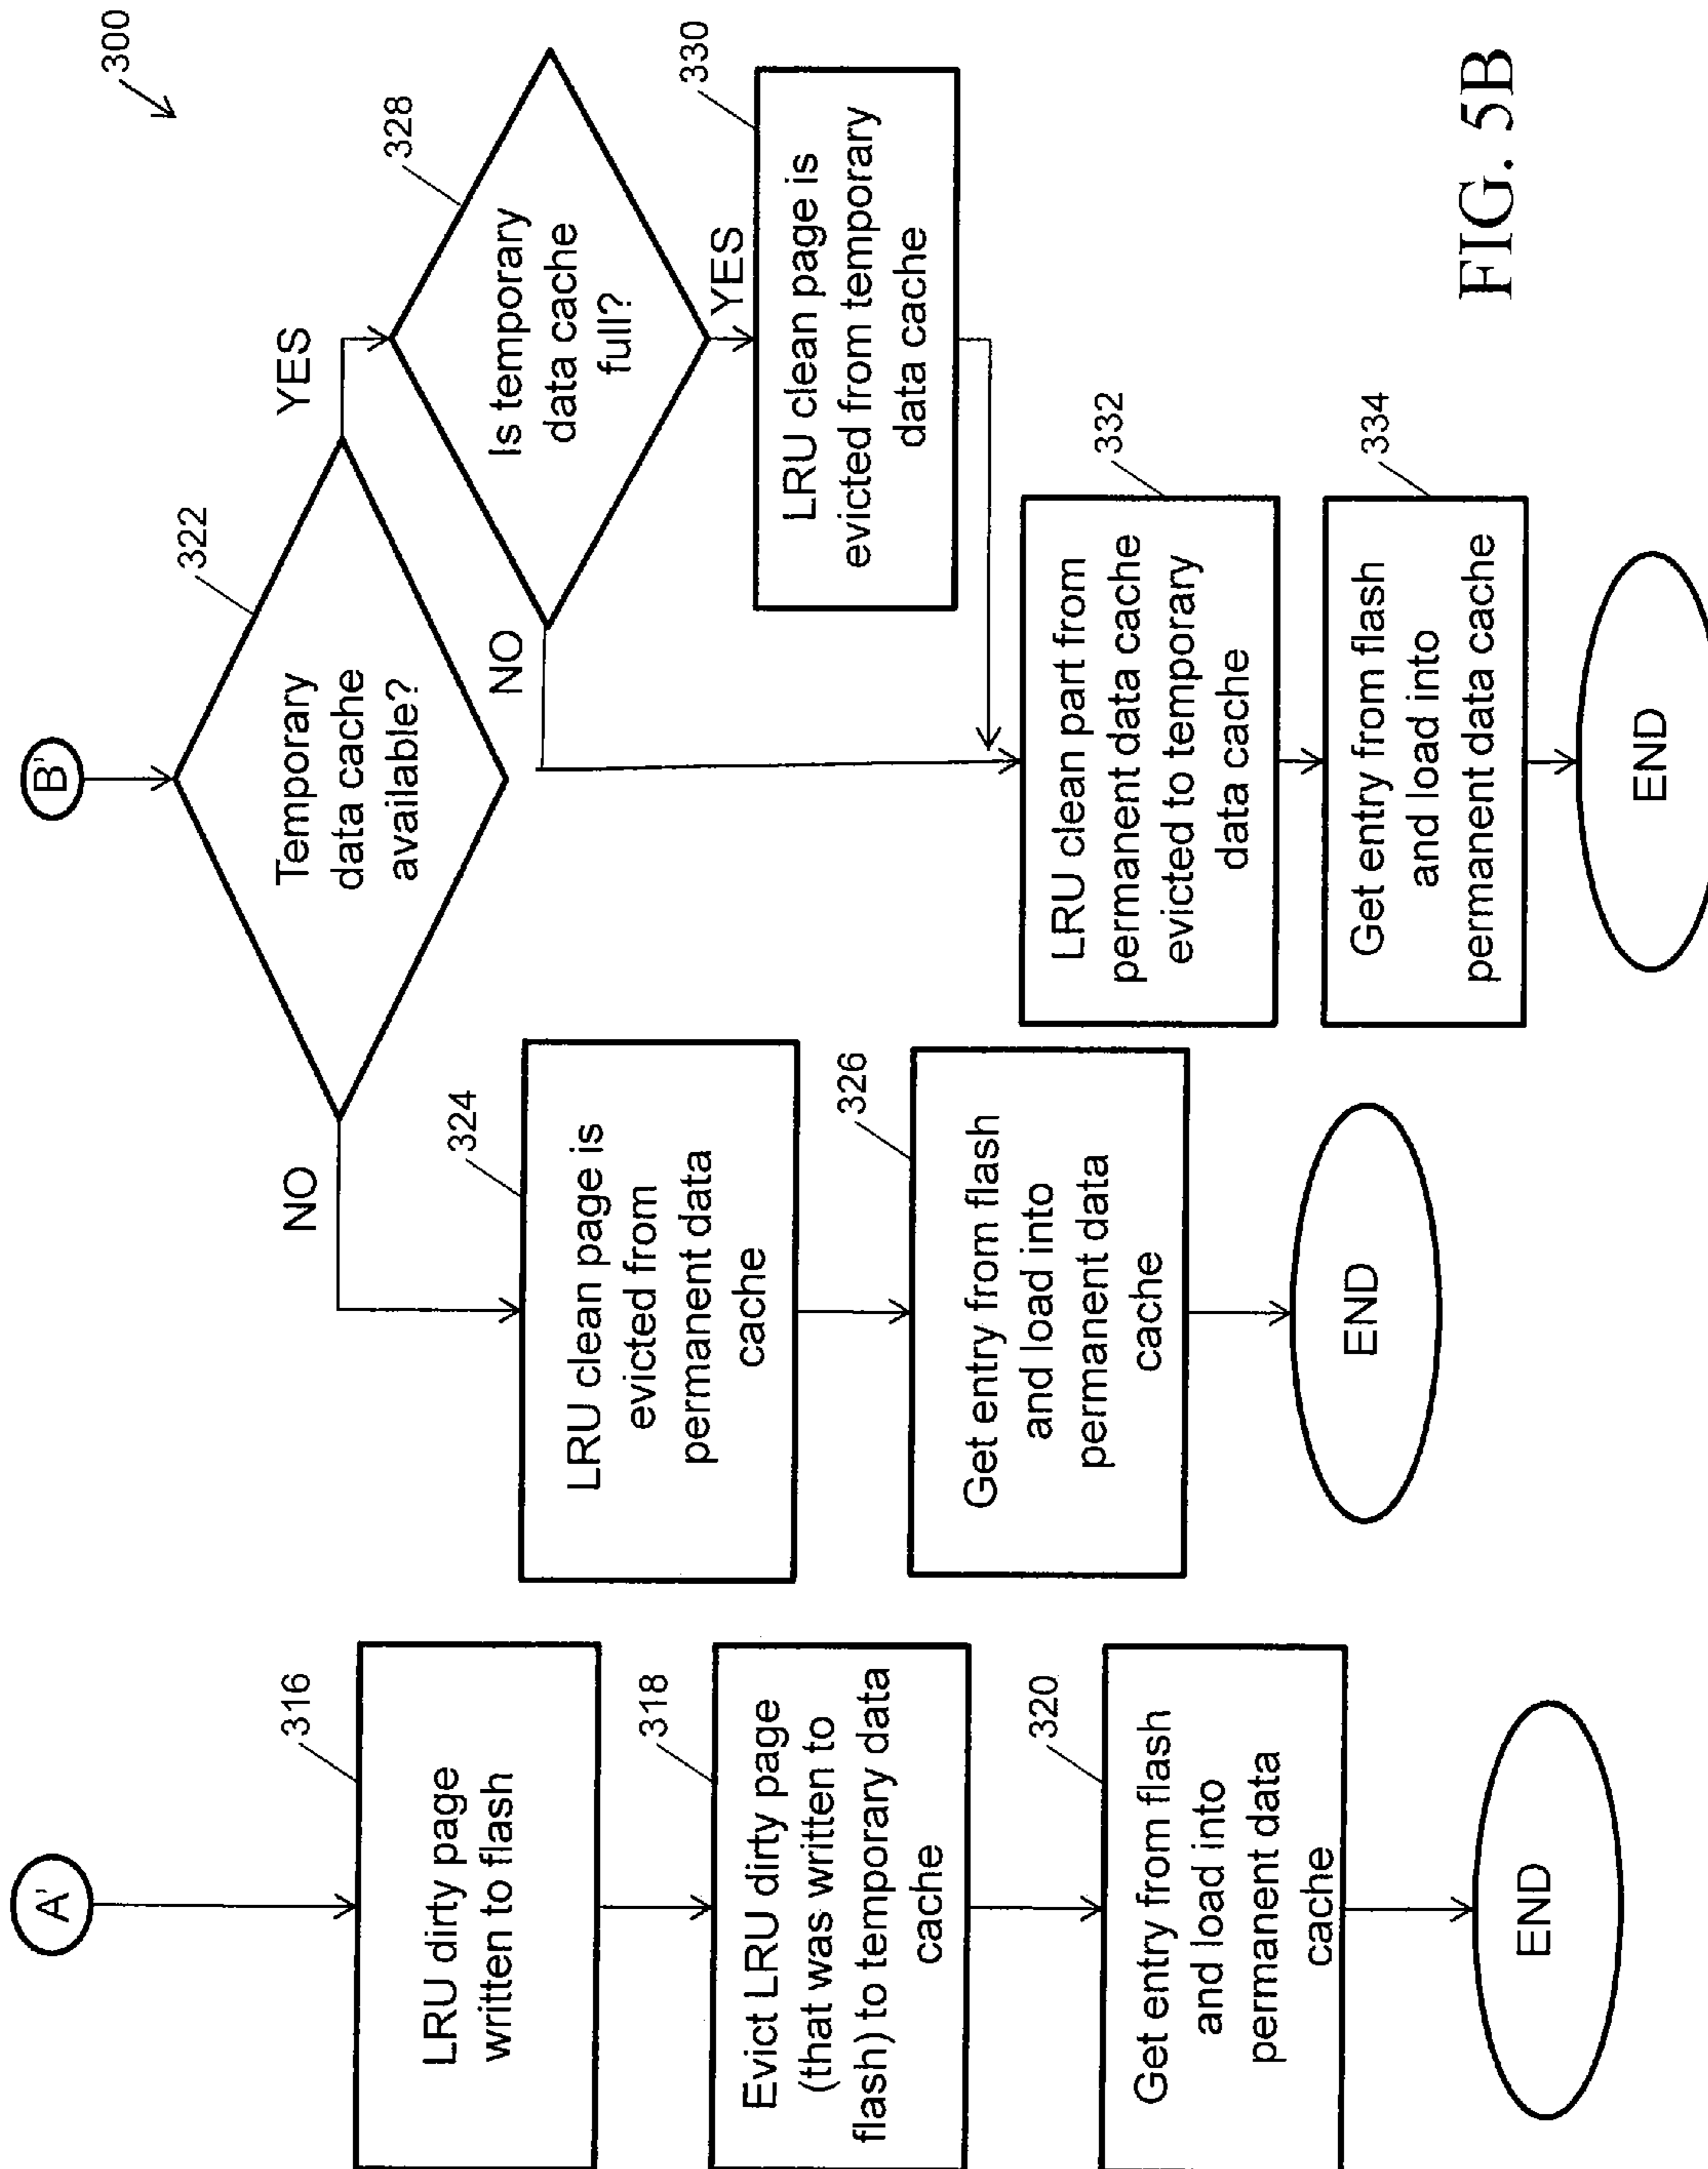 300
A'
316
LRU dirty page
written to flash
318
Evict LRU dirty page
(that was written to
flash) to temporary data
cache
320
Get entry from flash
and load into
permanent data
cache
END
B'
322
Temporary
data cache
available?
NO
YES
324
LRU clean page is
evicted from
permanent data
cache
326
Get entry from flash
and load into
permanent data
cache
END
328
Is temporary
data cache
full?
NO
YES
330
LRU clean page is
evicted from temporary
data cache
332
LRU clean part from
permanent data cache
evicted to temporary
data cache
334
Get entry from flash
and load into
permanent data cache
END
FIG. 5B